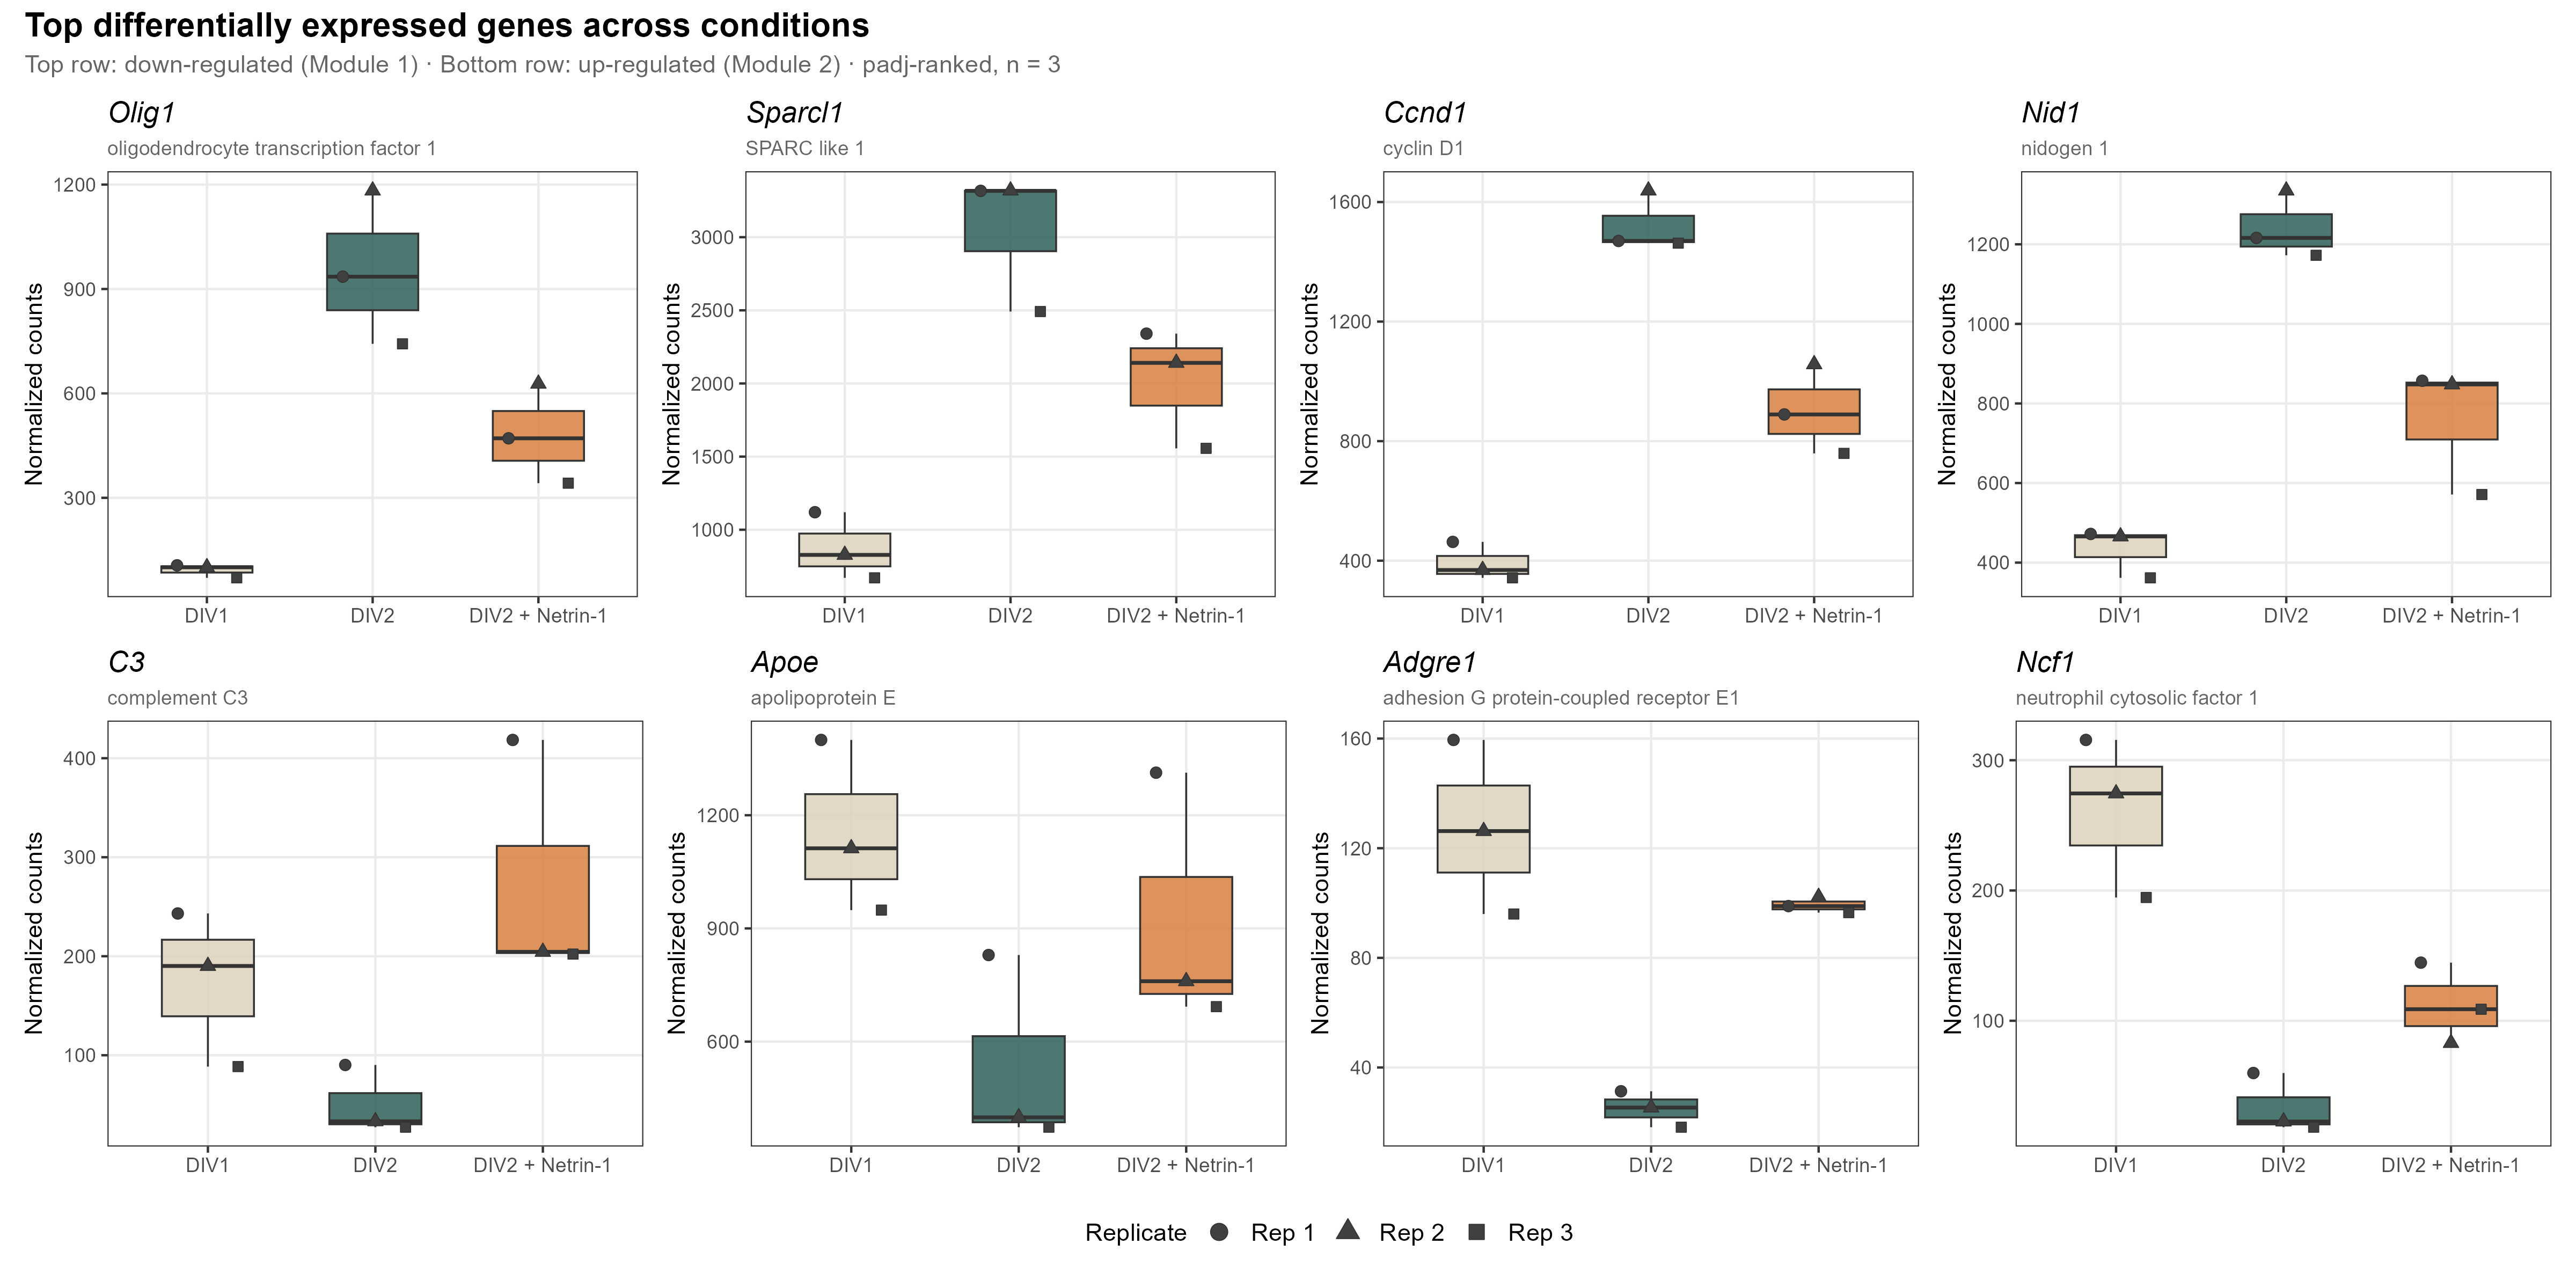 Top differentially expressed genes across conditions
Top row: down-regulated (Module 1) · Bottom row: up-regulated (Module 2) · padj-ranked, n = 3
Olig1
oligodendrocyte transcription factor 1
Normalized counts
1200
900
600
300
DIV1
DIV2
DIV2 + Netrin-1
Sparcl1
SPARC like 1
Normalized counts
3000
2500
2000
1500
1000
DIV1
DIV2
DIV2 + Netrin-1
Ccnd1
cyclin D1
Normalized counts
1600
1200
800
400
DIV1
DIV2
DIV2 + Netrin-1
Nid1
nidogen 1
Normalized counts
1200
1000
800
600
400
DIV1
DIV2
DIV2 + Netrin-1
C3
complement C3
Normalized counts
400
300
200
100
DIV1
DIV2
DIV2 + Netrin-1
Apoe
apolipoprotein E
Normalized counts
1200
900
600
DIV1
DIV2
DIV2 + Netrin-1
Adgre1
adhesion G protein-coupled receptor E1
Normalized counts
160
120
80
40
DIV1
DIV2
DIV2 + Netrin-1
Ncf1
neutrophil cytosolic factor 1
Normalized counts
300
200
100
DIV1
DIV2
DIV2 + Netrin-1
Replicate
Rep 1
Rep 2
Rep 3